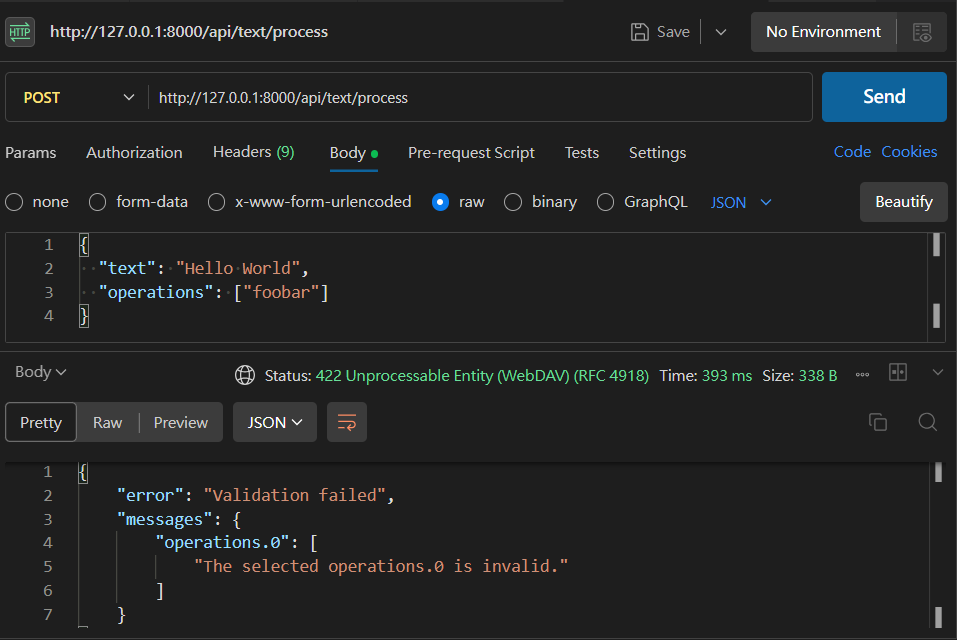 HTTP http://127.0.0.1:8000/api/text/process Save No Environment
POST http://127.0.0.1:8000/api/text/process Send
Params Authorization Headers (9) Body Pre-request Script Tests Settings Code Cookies
none form-data x-www-form-urlencoded raw binary GraphQL JSON Beautify
1 {
2 "text": "Hello World",
3 "operations": ["foobar"]
4 }
Body Status: 422 Unprocessable Entity (WebDAV) (RFC 4918) Time: 393 ms Size: 338 B
Pretty Raw Preview JSON
1 {
2 "error": "Validation failed",
3 "messages": {
4 "operations.0": [
5 "The selected operations.0 is invalid."
6 ]
7 }